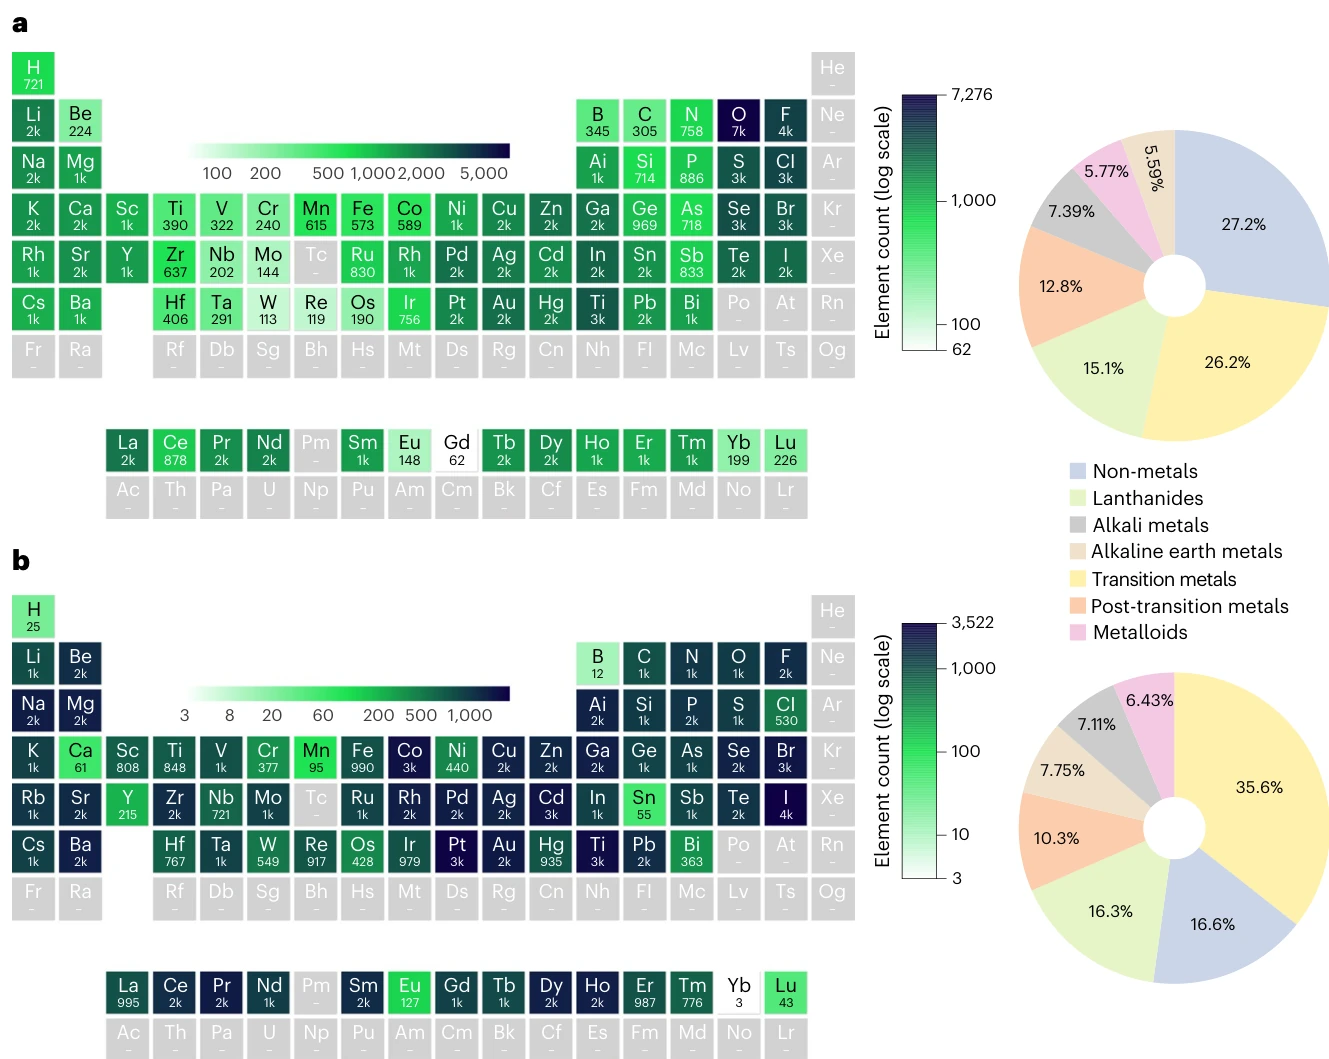 a
H He
721 –
Li Be B C N O F Ne
2k 224 345 305 758 7k 4k –
Na Mg Ai Si P S Cl Ar
2k 1k 1k 714 886 3k 3k –
100 200 500 1,000 2,000 5,000
K Ca Sc Ti V Cr Mn Fe Co Ni Cu Zn Ga Ge As Se Br Kr
2k 2k 1k 390 322 240 615 573 589 1k 2k 2k 2k 969 718 3k 3k –
Rh Sr Y Zr Nb Mo Tc Ru Rh Pd Ag Cd In Sn Sb Te I Xe
1k 2k 1k 637 202 144 – 830 1k 2k 2k 2k 2k 2k 833 2k 2k –
Cs Ba Hf Ta W Re Os Ir Pt Au Hg Ti Pb Bi Po At Rn
1k 1k 406 291 113 119 190 756 2k 2k 2k 3k 2k 1k – – –
Fr Ra Rf Db Sg Bh Hs Mt Ds Rg Cn Nh Fl Mc Lv Ts Og
– – – – – – – – – – – – – – – – –
La Ce Pr Nd Pm Sm Eu Gd Tb Dy Ho Er Tm Yb Lu
2k 878 2k 2k – 1k 148 62 2k 2k 1k 1k 1k 199 226
Ac Th Pa U Np Pu Am Cm Bk Cf Es Fm Md No Lr
– – – – – – – – – – – – – – –
Element count (log scale)
7,276
1,000
100
62
5.59%
5.77%
7.39%
27.2%
12.8%
15.1%
26.2%
Non-metals
Lanthanides
Alkali metals
Alkaline earth metals
Transition metals
Post-transition metals
Metalloids
b
H He
25 –
Li Be B C N O F Ne
1k 2k 12 1k 1k 1k 2k –
Na Mg Ai Si P S Cl Ar
2k 2k 2k 1k 2k 1k 530 –
3 8 20 60 200 500 1,000
K Ca Sc Ti V Cr Mn Fe Co Ni Cu Zn Ga Ge As Se Br Kr
1k 61 808 848 1k 377 95 990 3k 440 2k 2k 2k 1k 1k 2k 3k –
Rb Sr Y Zr Nb Mo Tc Ru Rh Pd Ag Cd In Sn Sb Te I Xe
1k 2k 215 2k 721 1k – 1k 2k 2k 2k 3k 1k 55 1k 2k 4k –
Cs Ba Hf Ta W Re Os Ir Pt Au Hg Ti Pb Bi Po At Rn
1k 2k 767 1k 549 917 428 979 3k 2k 935 3k 2k 363 – – –
Fr Ra Rf Db Sg Bh Hs Mt Ds Rg Cn Nh Fl Mc Lv Ts Og
– – – – – – – – – – – – – – – – –
La Ce Pr Nd Pm Sm Eu Gd Tb Dy Ho Er Tm Yb Lu
995 2k 2k 1k – 2k 127 1k 1k 2k 2k 987 776 3 43
Ac Th Pa U Np Pu Am Cm Bk Cf Es Fm Md No Lr
– – – – – – – – – – – – – – –
Element count (log scale)
3,522
1,000
100
10
3
6.43%
7.11%
7.75%
35.6%
10.3%
16.3%
16.6%